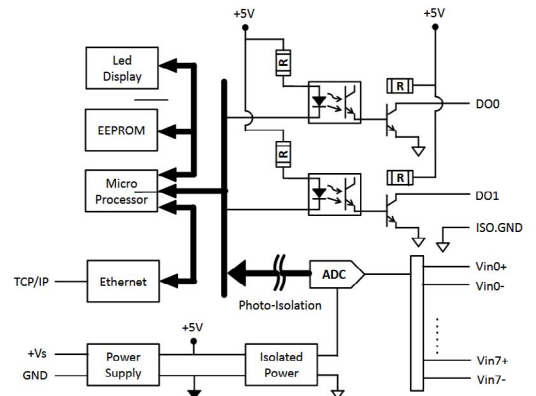 +5V
+5V
Led
Display
R
R
DO0
EEPROM
R
R
Micro
Processor
DO1
ISO.GND
TCP/IP
Ethernet
ADC
Photo-Isolation
Vin0+
Vin0-
+5V
+Vs
GND
Power
Supply
Isolated
Power
Vin7+
Vin7-